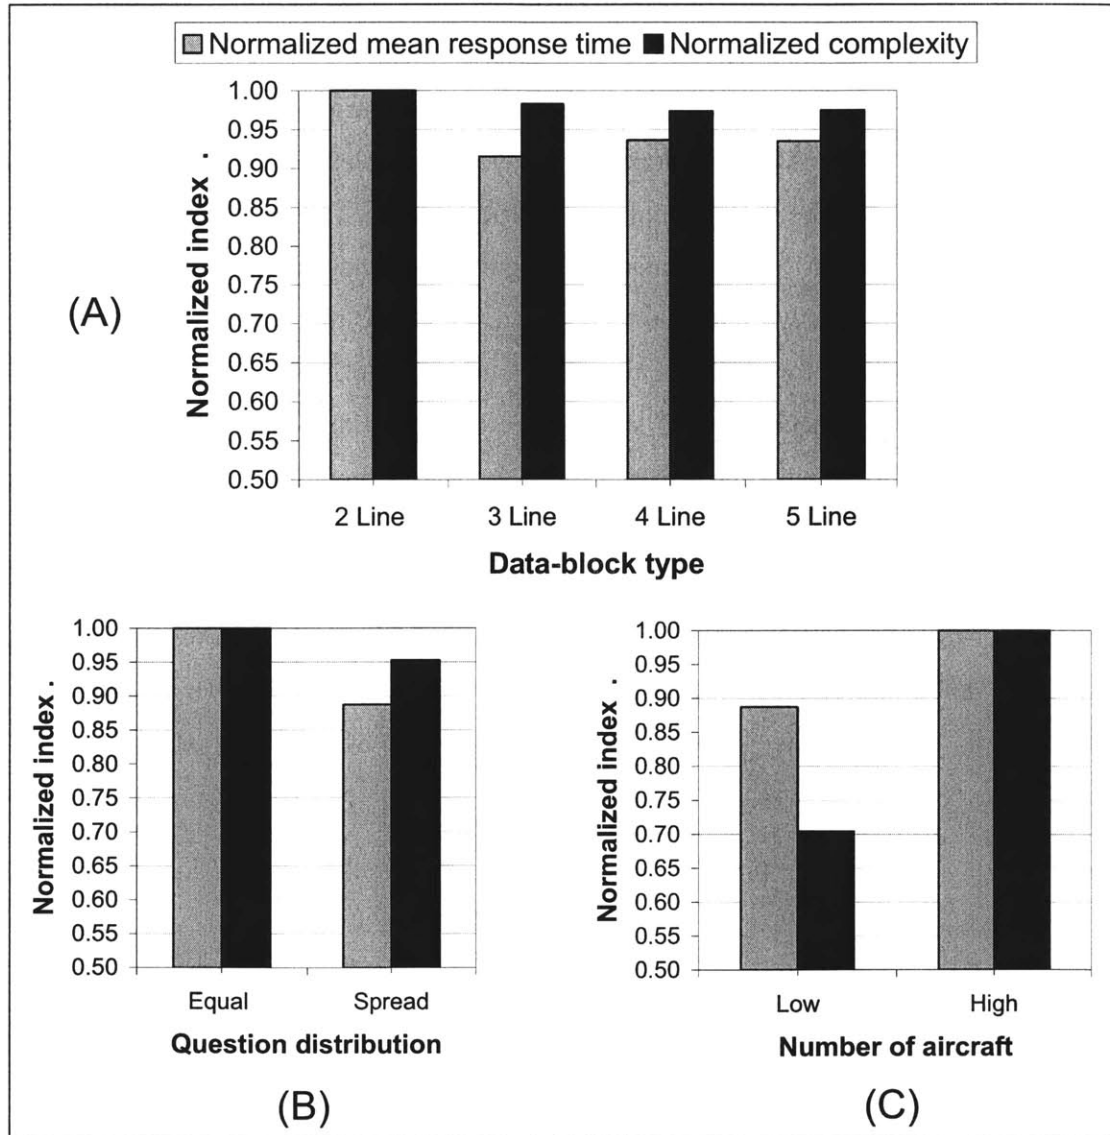 Normalized mean response time Normalized complexity
1.00
0.95
0.90
0.85
0.80
0.75
0.70
0.65
0.60
0.55
0.50
Normalized index .
(A)
2 Line 3 Line 4 Line 5 Line
Data-block type
1.00
0.95
0.90
0.85
0.80
0.75
0.70
0.65
0.60
0.55
0.50
Normalized index .
Equal Spread
Question distribution
(B)
1.00
0.95
0.90
0.85
0.80
0.75
0.70
0.65
0.60
0.55
0.50
Normalized index .
Low High
Number of aircraft
(C)